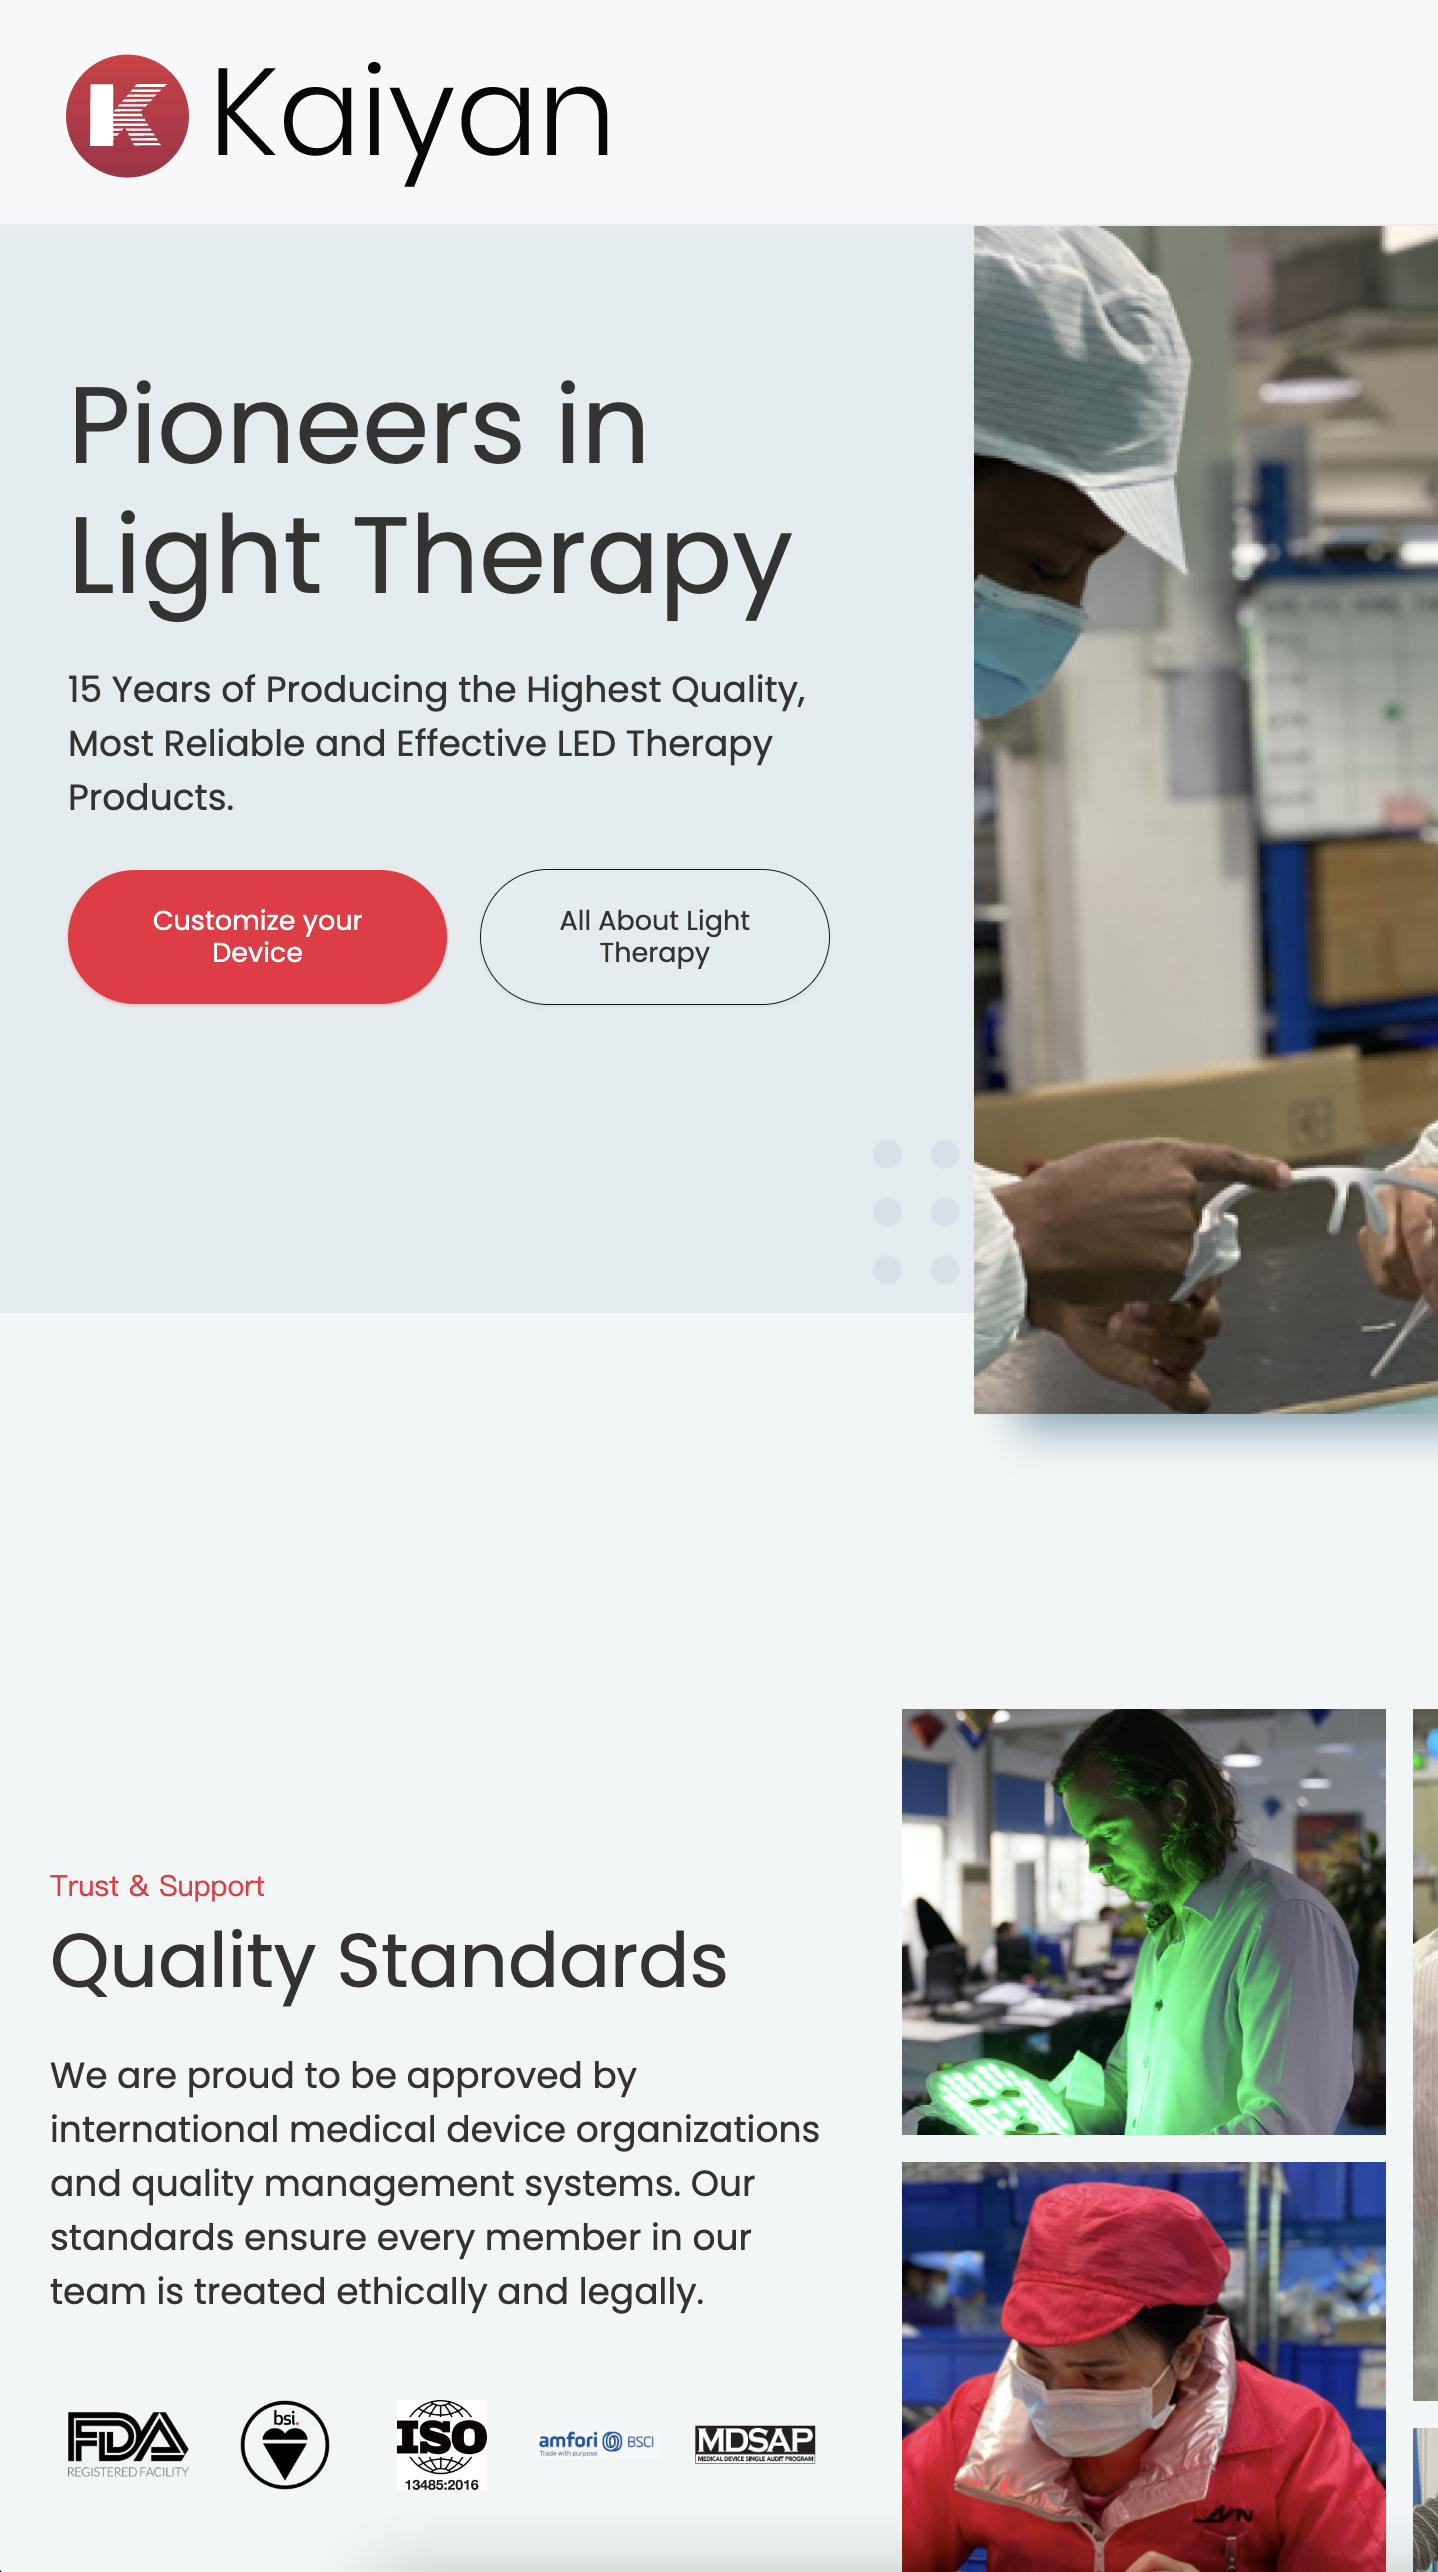 Kaiyan
Pioneers in
Light Therapy
15 Years of Producing the Highest Quality,
Most Reliable and Effective LED Therapy
Products.
Customize your
Device
All About Light
Therapy
Trust & Support
Quality Standards
We are proud to be approved by
international medical device organizations
and quality management systems. Our
standards ensure every member in our
team is treated ethically and legally.
FDA
REGISTERED FACILITY
bsi.
ISO
13485:2016
amfori BSCI
Trade with purpose
MDSAP
MEDICAL DEVICE SINGLE AUDIT PROGRAM